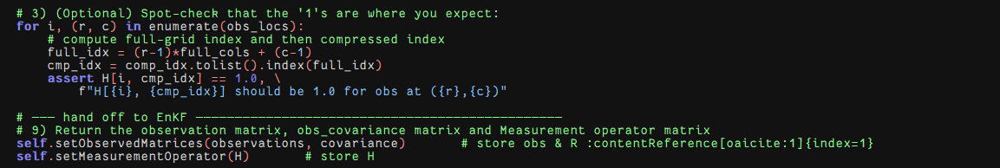 # 3) (Optional) Spot-check that the '1's are where you expect:
for i, (r, c) in enumerate(obs_locs):
    # compute full-grid index and then compressed index
    full_idx = (r-1)*full_cols + (c-1)
    cmp_idx = comp_idx.tolist().index(full_idx)
    assert H[i, cmp_idx] == 1.0, \
        f"H[{i}, {cmp_idx}] should be 1.0 for obs at ({r},{c})"

# ——— hand off to EnKF ———————————————————————————————————————————————
# 9) Return the observation matrix, obs_covariance matrix and Measurement operator matrix
self.setObservedMatrices(observations, covariance)       # store obs & R :contentReference[oaicite:1]{index=1}
self.setMeasurementOperator(H)       # store H